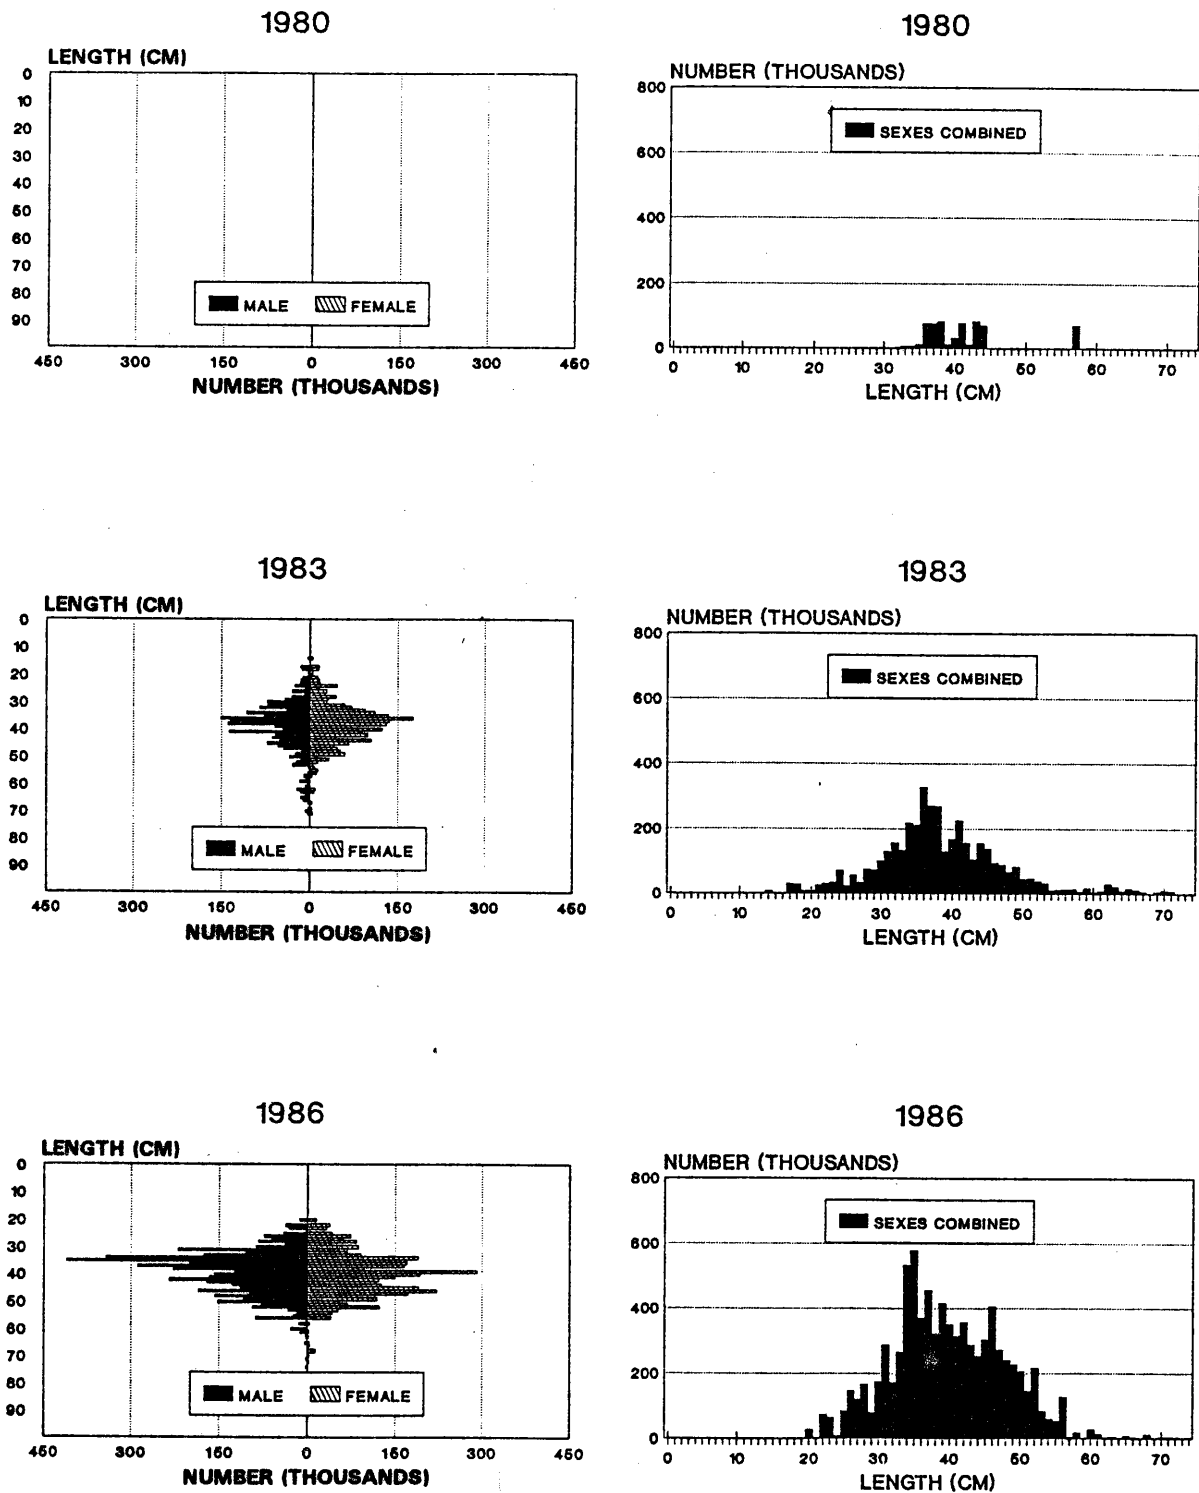 1980
LENGTH (CM)
0
10
20
30
40
50
60
70
80
90
MALE FEMALE
450 300 150 0 150 300 450
NUMBER (THOUSANDS)
1980
NUMBER (THOUSANDS)
800
SEXES COMBINED
600
400
200
0
0 10 20 30 40 50 60 70
LENGTH (CM)
1983
LENGTH (CM)
0
10
20
30
40
50
60
70
80
90
MALE FEMALE
450 300 150 0 150 300 450
NUMBER (THOUSANDS)
1983
NUMBER (THOUSANDS)
800
SEXES COMBINED
600
400
200
0
0 10 20 30 40 50 60 70
LENGTH (CM)
1986
LENGTH (CM)
0
10
20
30
40
50
60
70
80
90
MALE FEMALE
450 300 150 0 150 300 450
NUMBER (THOUSANDS)
1986
NUMBER (THOUSANDS)
800
SEXES COMBINED
600
400
200
0
0 10 20 30 40 50 60 70
LENGTH (CM)